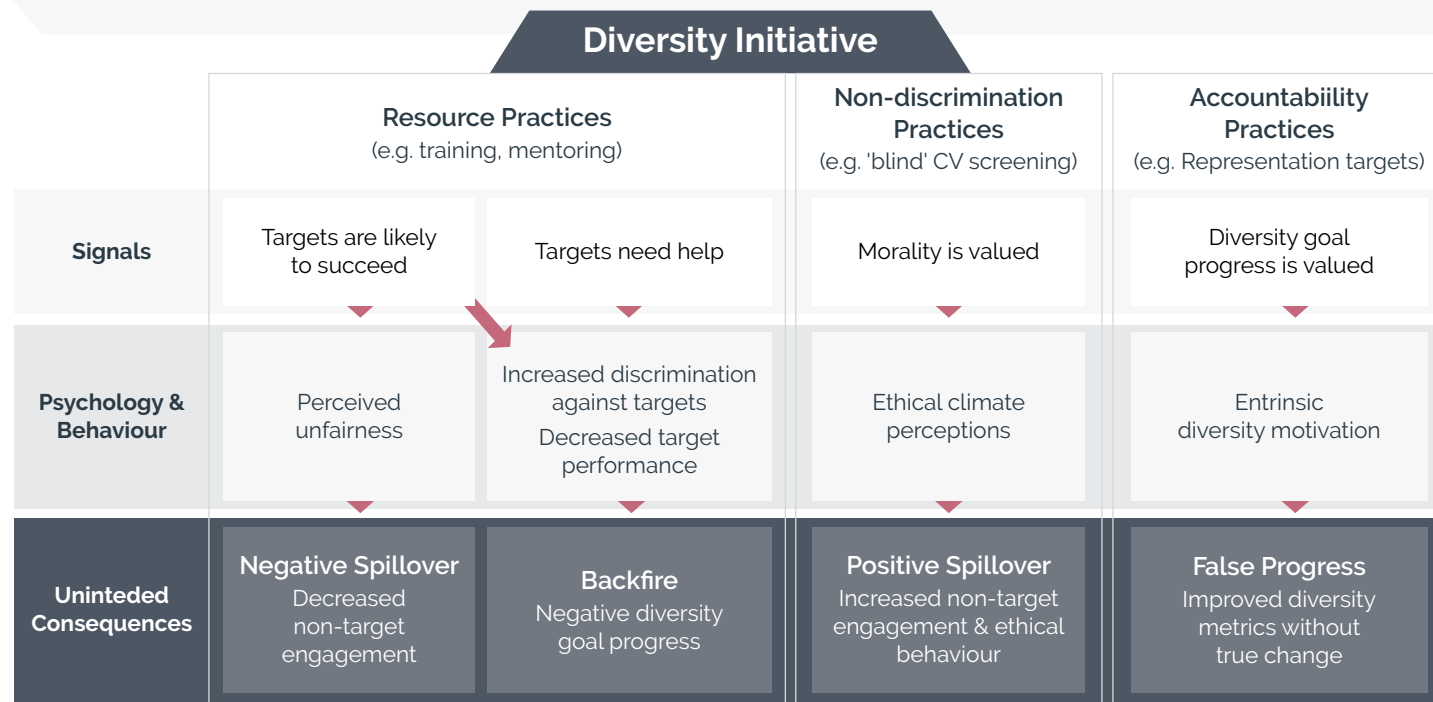 Diversity Initiative
Resource Practices
(e.g. training, mentoring)
Non-discrimination
Practices
(e.g. 'blind' CV screening)
Accountabiility
Practices
(e.g. Representation targets)
Signals
Targets are likely
to succeed
Targets need help
Morality is valued
Diversity goal
progress is valued
Psychology &
Behaviour
Perceived
unfairness
Increased discrimination
against targets
Decreased target
performance
Ethical climate
perceptions
Entrinsic
diversity motivation
Uninteded
Consequences
Negative Spillover
Decreased
non-target
engagement
Backfire
Negative diversity
goal progress
Positive Spillover
Increased non-target
engagement & ethical
behaviour
False Progress
Improved diversity
metrics without
true change